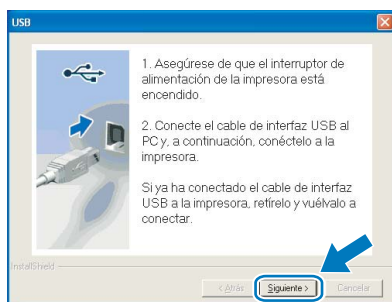 USB
1. Asegúrese de que el interruptor de
alimentación de la impresora está
encendido.
2. Conecte el cable de interfaz USB al
PC y, a continuación, conéctelo a la
impresora.
Si ya ha conectado el cable de interfaz
USB a la impresora, retírelo y vuélvalo a
conectar.
InstallShield
< Atrás Siguiente > Cancelar